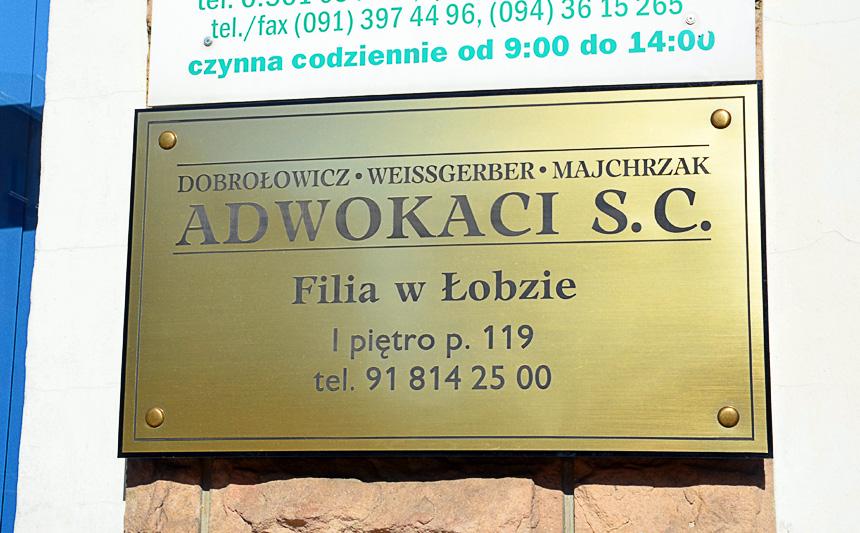 tel./fax (091) 397 44 96, (094) 36 15 265
czynna codziennie od 9:00 do 14:00
DOBROŁOWICZ • WEISSGERBER • MAJCHRZAK
ADWOKACI S.C.
Filia w Łobzie
I piętro p. 119
tel. 91 814 25 00